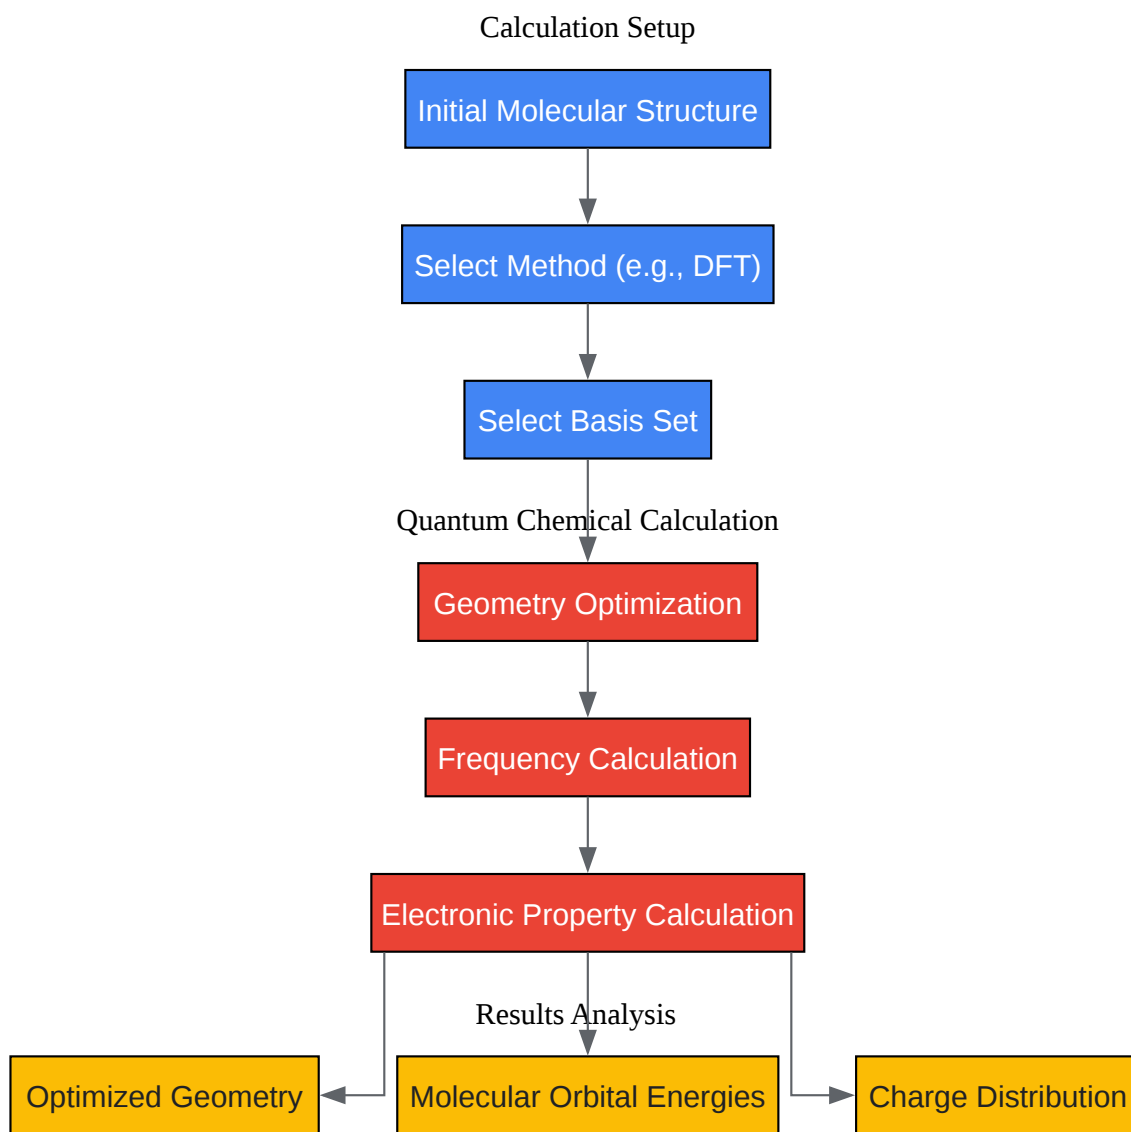 Calculation Setup
Initial Molecular Structure
Select Method (e.g., DFT)
Select Basis Set
Quantum Chemical Calculation
Geometry Optimization
Frequency Calculation
Electronic Property Calculation
Results Analysis
Optimized Geometry
Molecular Orbital Energies
Charge Distribution